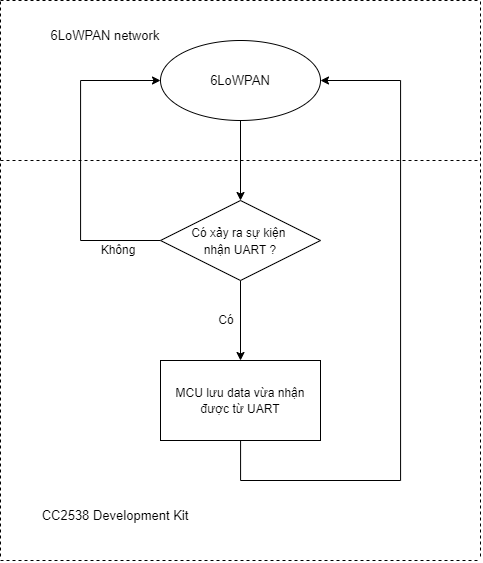 6LoWPAN network
6LoWPAN
Có xảy ra sự kiện
nhận UART ?
Không
Có
MCU lưu data vừa nhận
được từ UART
CC2538 Development Kit